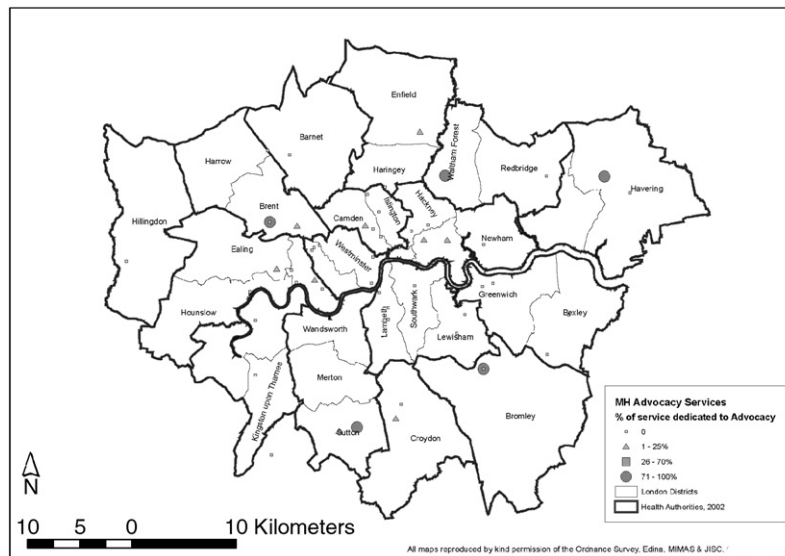 Enfield
Barnet
Harrow
Haringey
Waltham Forest
Redbridge
Havering
Hillingdon
Brent
Camden
Islington
Hackney
Newham
Ealing
Westminster
Hounslow
Wandsworth
Lambeth
Southwark
Greenwich
Lewisham
Bexley
Merton
Kingston upon Thames
Sutton
Croydon
Bromley
MH Advocacy Services
% of service dedicated to Advocacy
0
1 - 25%
26 - 70%
71 - 100%
London Districts
Health Authorities, 2002
N
10 5 0 10 Kilometers
All maps reproduced by kind permission of the Ordnance Survey, Edina, MIMAS & JISC.